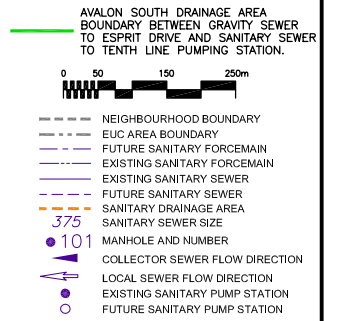 AVALON SOUTH DRAINAGE AREA
BOUNDARY BETWEEN GRAVITY SEWER
TO ESPRIT DRIVE AND SANITARY SEWER
TO TENTH LINE PUMPING STATION.
0 50 150 250m
NEIGHBOURHOOD BOUNDARY
EUC AREA BOUNDARY
FUTURE SANITARY FORCEMAIN
EXISTING SANITARY FORCEMAIN
EXISTING SANITARY SEWER
FUTURE SANITARY SEWER
SANITARY DRAINAGE AREA
375 SANITARY SEWER SIZE
101 MANHOLE AND NUMBER
COLLECTOR SEWER FLOW DIRECTION
LOCAL SEWER FLOW DIRECTION
EXISTING SANITARY PUMP STATION
FUTURE SANITARY PUMP STATION